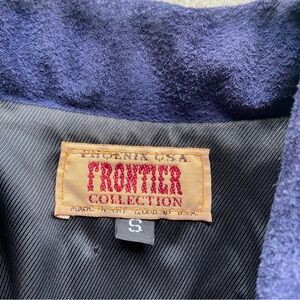 PHOENIX U.S.A.
FRONTIER
COLLECTION
MADE IN THE GOOD OL' U.S.A.
S